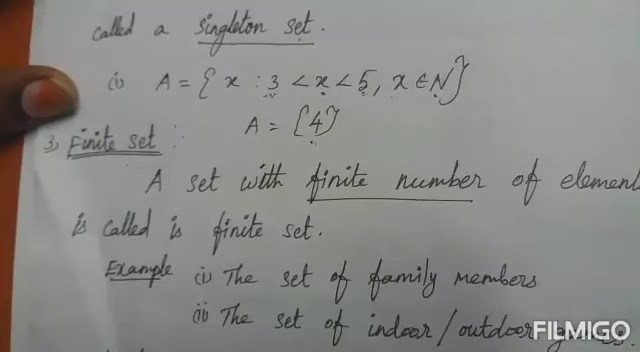 called a singleton set.
(i) A = { x : 3 < x < 5, x ∈ N }
A = {4}
3, Finite set :
A set with finite number of element
is called is finite set.
Example (i) The set of family members
(ii) The set of indoor/outdoor games.
FILMIGO